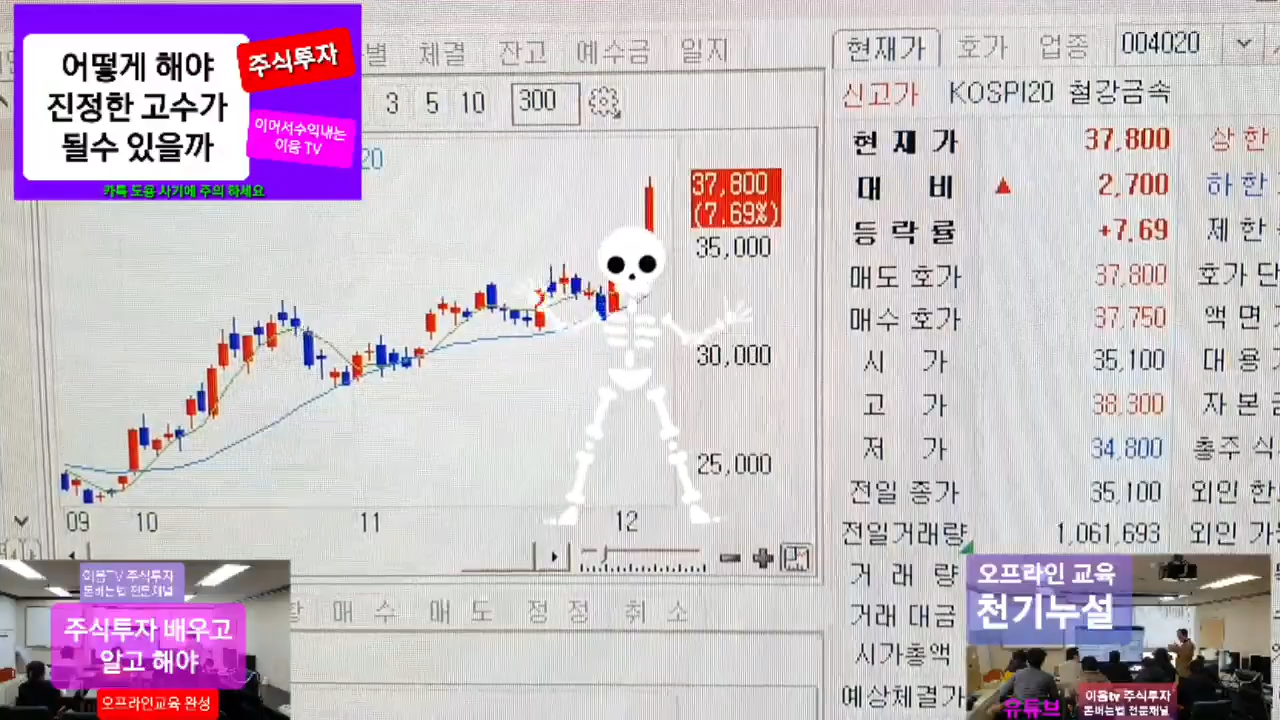 어떻게 해야
진정한 고수가
될수 있을까
주식투자
이어서수익내는
이음 TV
카톡 도용 사기에 주의 하세요
별 체결 잔고 예수금 일지
3 5 10 300
20
37,800
(7.69%)
35,000
30,000
25,000
09 10 11 12
매 수 매 도 정 정 취 소
현재가 호가 업종 004020
신고가 KOSPI20 철강금속
현 재 가 37,800 상 한
대 비 ▲ 2,700 하 한
등 락 률 +7.69 제 한
매도 호가 37,800 호가 단
매수 호가 37,750 액 면
시 가 35,100 대 용
고 가 38,300 자 본
저 가 34,800 총주 식
전일 종가 35,100 외인 한
전일거래량 1,061,693 외인
거 래 량
거래 대금
시가총액
예상체결가
이음TV 주식투자
돈버는법 전문채널
주식투자 배우고
알고 해야
오프라인교육 완성
오프라인 교육
천기누설
유튜브
이음tv 주식투자
돈버는법 전문채널